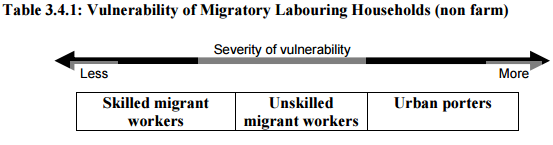 Table 3.4.1: Vulnerability of Migratory Labouring Households (non farm)
Severity of vulnerability
Less More
Skilled migrant Unskilled Urban porters
workers migrant workers